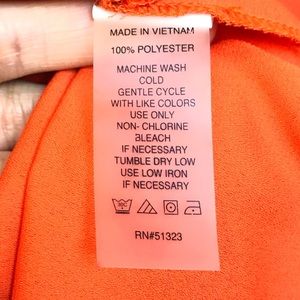 MADE IN VIETNAM
100% POLYESTER
MACHINE WASH
COLD
GENTLE CYCLE
WITH LIKE COLORS
USE ONLY
NON- CHLORINE
BLEACH
IF NECESSARY
TUMBLE DRY LOW
USE LOW IRON
IF NECESSARY
RN#51323